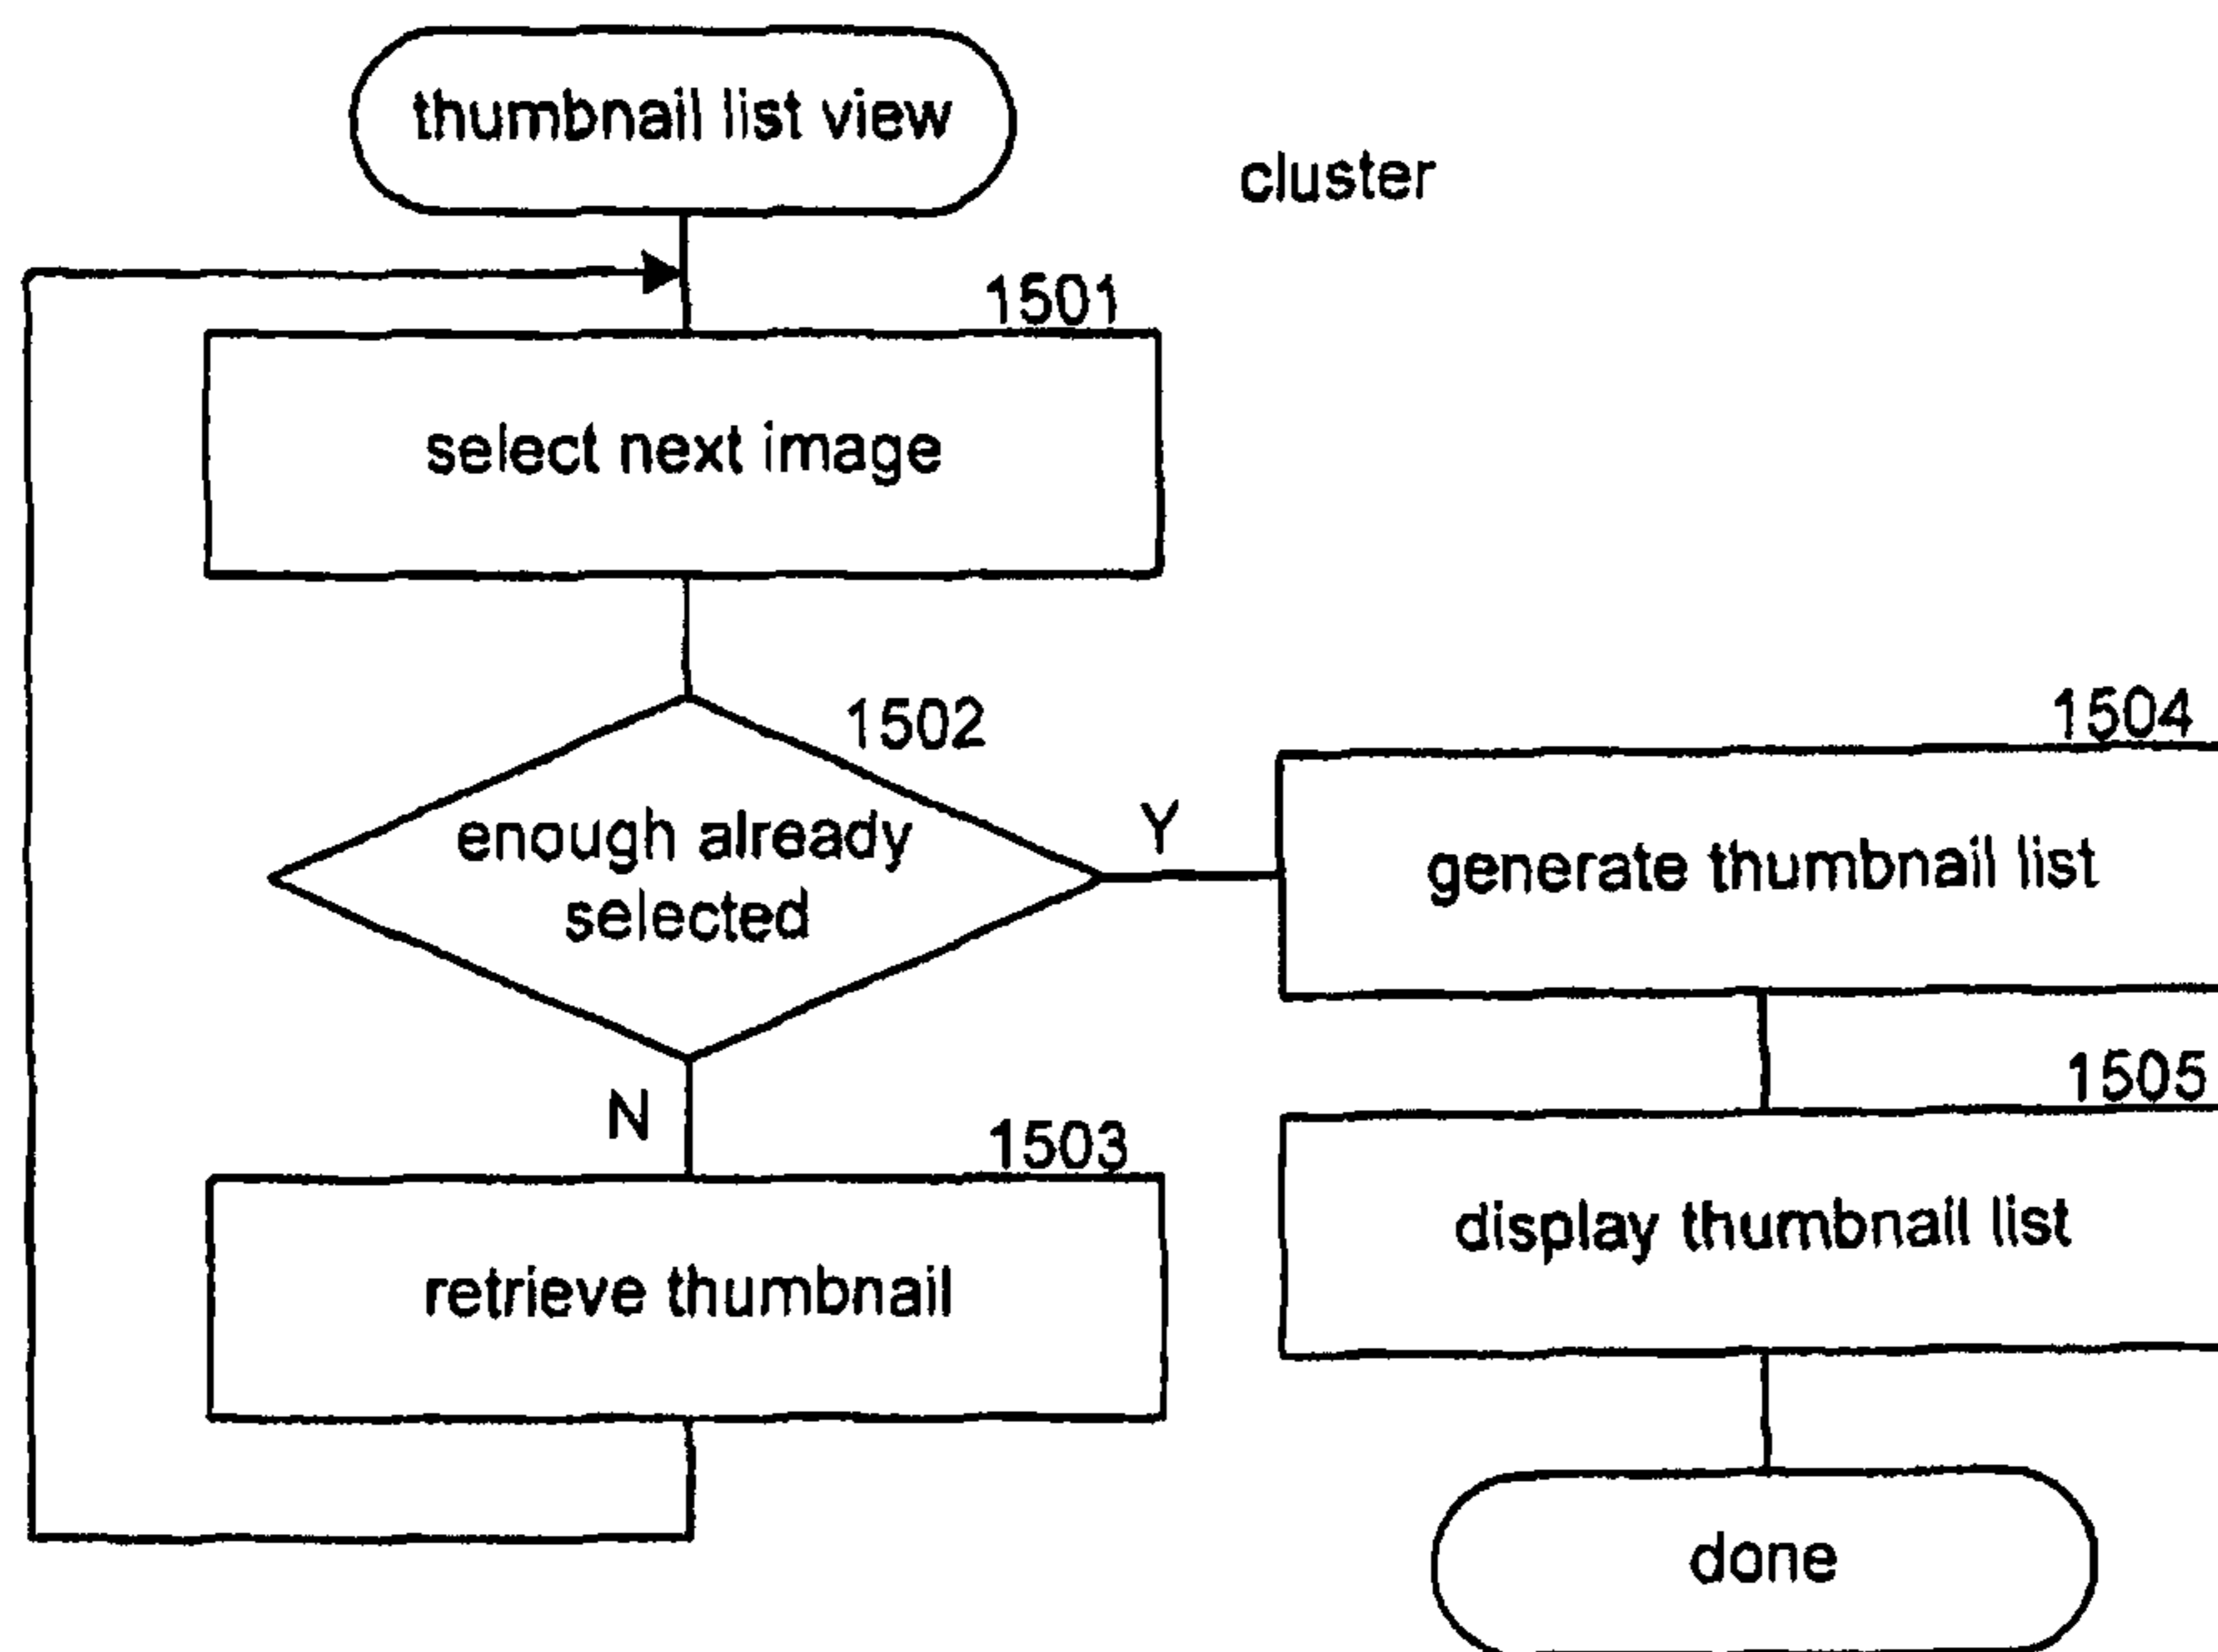 thumbnail list view
cluster
1501
select next image
1502
enough already
selected
Y
N
1503
retrieve thumbnail
1504
generate thumbnail list
1505
display thumbnail list
done